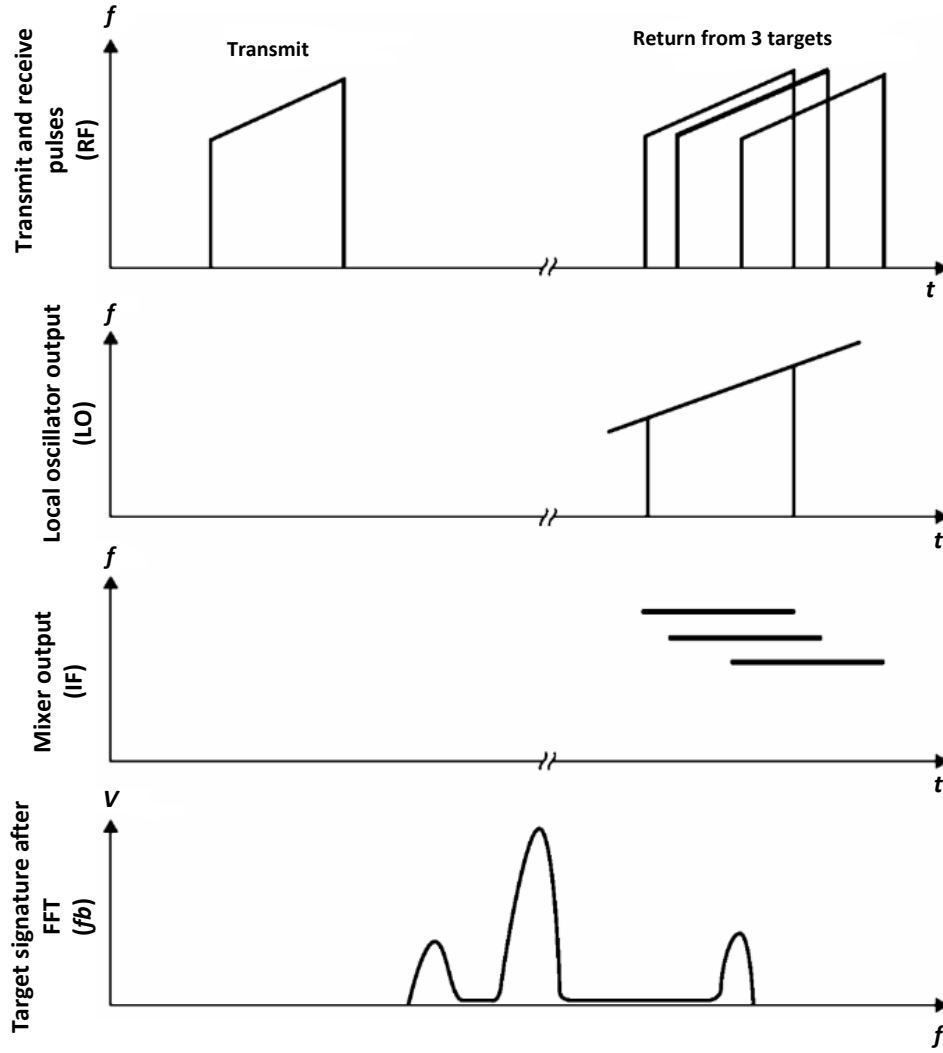 f
Transmit
Return from 3 targets
Transmit and receive
pulses
(RF)
t
f
Local oscillator output
(LO)
t
f
Mixer output
(IF)
t
V
Target signature after
FFT
(fb)
f